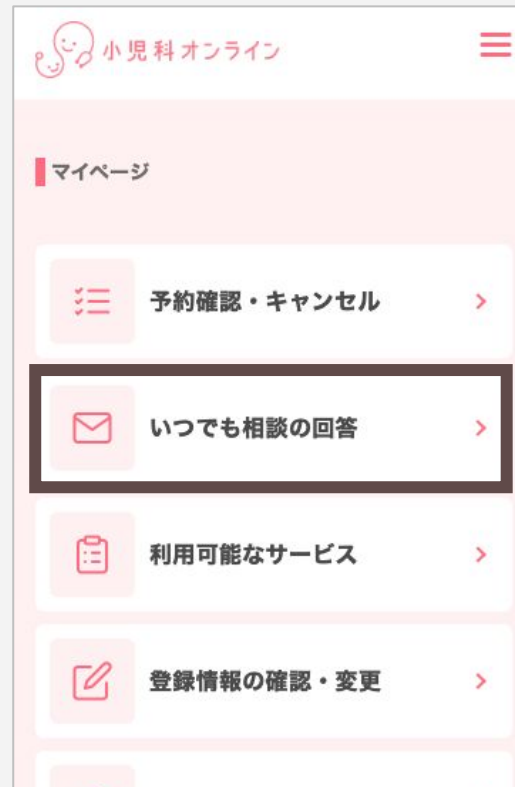 小児科オンライン
マイページ
予約確認・キャンセル
いつでも相談の回答
利用可能なサービス
登録情報の確認・変更